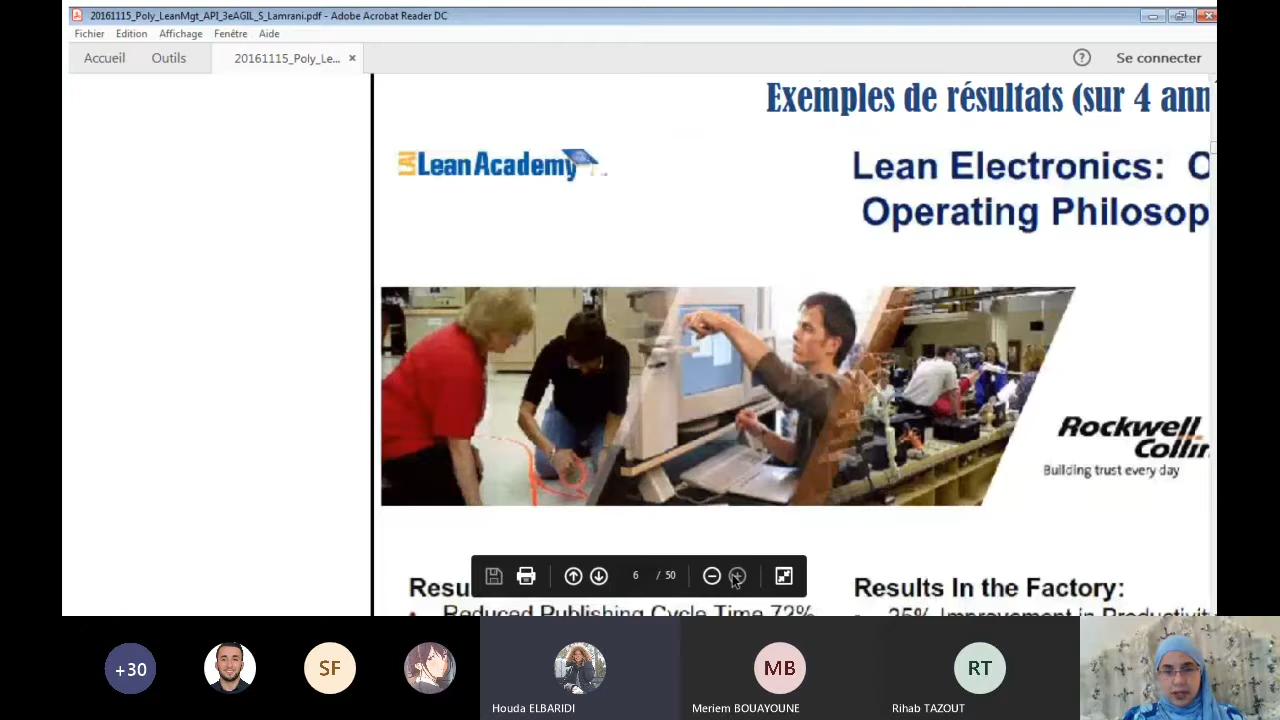 20161115_Poly_LeanMgt_API_3eAGIL_S_Lamrani.pdf - Adobe Acrobat Reader DC
Fichier Edition Affichage Fenêtre Aide
Accueil Outils 20161115_Poly_Le... × ? Se connecter
Exemples de résultats (sur 4 ann
LAI Lean Academy
Lean Electronics: O
Operating Philosop
Rockwell
Collin
Building trust every day
6 / 50
Resu
Results In the Factory:
Reduced Publishing Cycle Time 72%
25% Improvement in Productivity
+30
SF
MB
RT
Houda ELBARIDI
Meriem BOUAYOUNE
Rihab TAZOUT